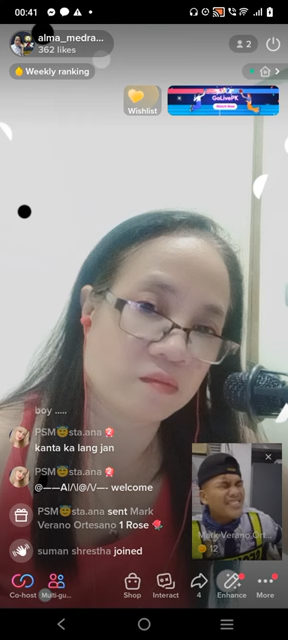 00:41
alma_medra...
362 likes
2
Weekly ranking
Wishlist
GoLivePK
boy .....
PSM😇sta.ana
kanta ka lang jan
PSM😇sta.ana
welcome
PSM😇sta.ana sent Mark
Verano Ortesano 1 Rose 🌹
suman shrestha joined
Mark Verano Ort...
12
Co-host
Multi-gu...
Shop
Interact
4
Enhance
More